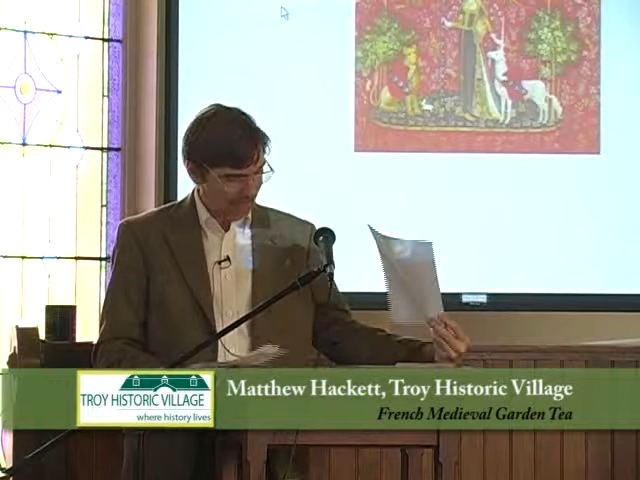 TROY HISTORIC VILLAGE
where history lives
Matthew Hackett, Troy Historic Village
French Medieval Garden Tea